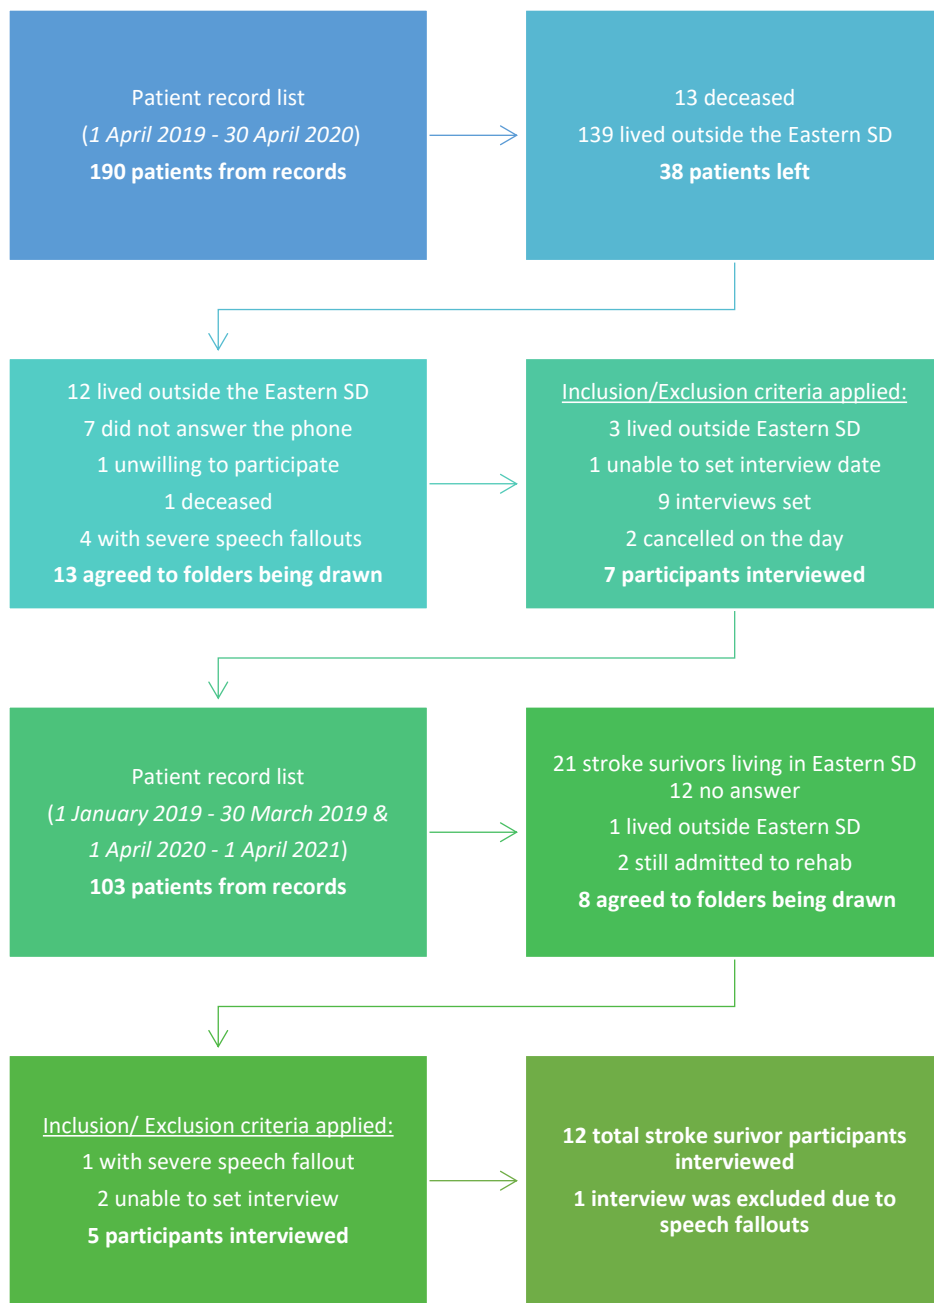 Patient record list
(1 April 2019 - 30 April 2020)
190 patients from records
13 deceased
139 lived outside the Eastern SD
38 patients left
12 lived outside the Eastern SD
7 did not answer the phone
1 unwilling to participate
1 deceased
4 with severe speech fallouts
13 agreed to folders being drawn
Inclusion/Exclusion criteria applied:
3 lived outside Eastern SD
1 unable to set interview date
9 interviews set
2 cancelled on the day
7 participants interviewed
Patient record list
(1 January 2019 - 30 March 2019 &
1 April 2020 - 1 April 2021)
103 patients from records
21 stroke surivors living in Eastern SD
12 no answer
1 lived outside Eastern SD
2 still admitted to rehab
8 agreed to folders being drawn
Inclusion/ Exclusion criteria applied:
1 with severe speech fallout
2 unable to set interview
5 participants interviewed
12 total stroke surivor participants
interviewed
1 interview was excluded due to
speech fallouts